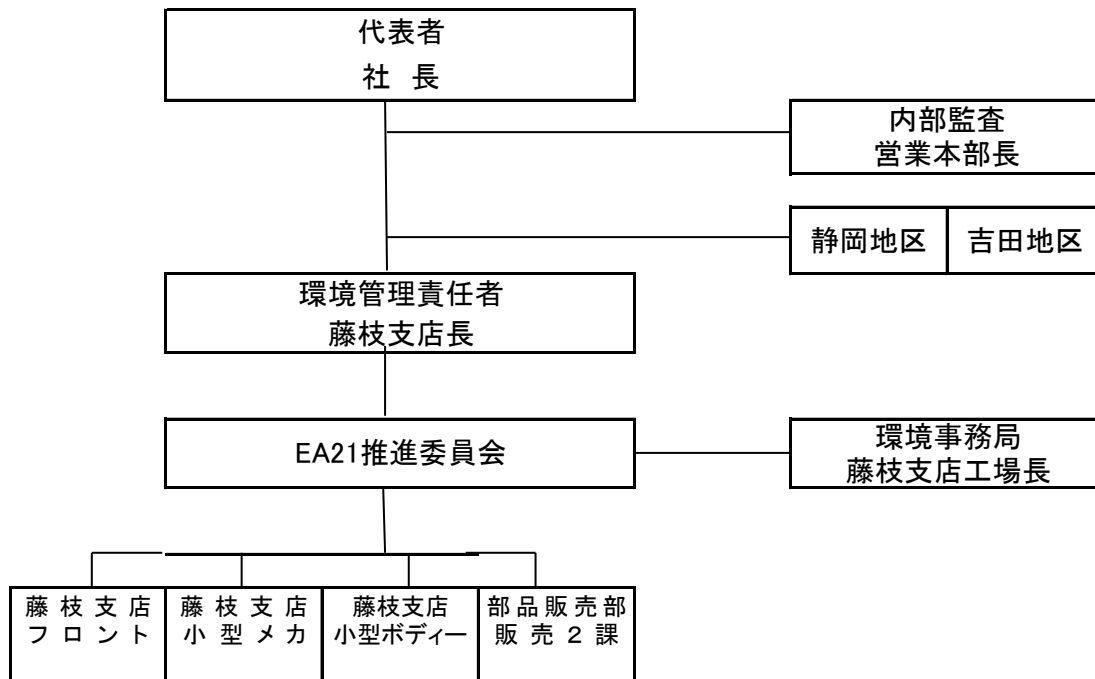 代表者
社 長
内部監査
営業本部長
静岡地区 吉田地区
環境管理責任者
藤枝支店長
EA21推進委員会
環境事務局
藤枝支店工場長
藤 枝 支 店
フ ロ ン ト
藤 枝 支 店
小 型 メ カ
藤枝支店
小型ボディー
部品販売部
販 売 2 課